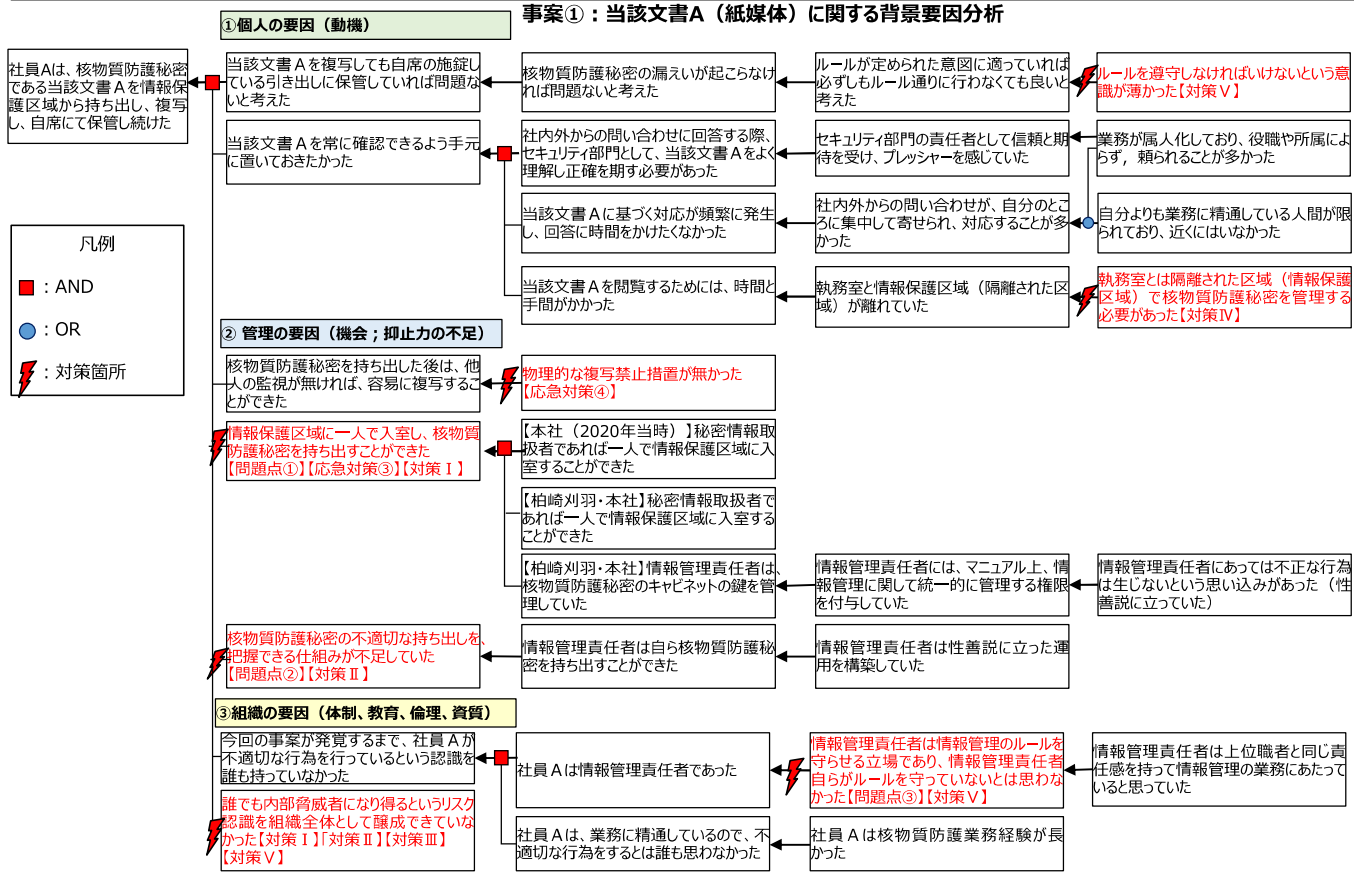 事案①：当該文書A（紙媒体）に関する背景要因分析
①個人の要因（動機）
社員Aは、核物質防護秘密
である当該文書Aを情報保
護区域から持ち出し、複写
し、自席にて保管し続けた
当該文書Ａを複写しても自席の施錠し
ている引き出しに保管していれば問題な
いと考えた
核物質防護秘密の漏えいが起こらなけ
れば問題ないと考えた
ルールが定められた意図に適っていれば
必ずしもルール通りに行わなくても良いと
考えた
ルールを遵守しなければいけないという意
識が薄かった【対策Ⅴ】
当該文書Ａを常に確認できるよう手元
に置いておきたかった
社内外からの問い合わせに回答する際、
セキュリティ部門として、当該文書Ａをよく
理解し正確を期す必要があった
セキュリティ部門の責任者として信頼と期
待を受け、プレッシャーを感じていた
業務が属人化しており、役職や所属によ
らず，頼られることが多かった
当該文書Ａに基づく対応が頻繁に発生
し、回答に時間をかけたくなかった
社内外からの問い合わせが、自分のとこ
ろに集中して寄せられ、対応することが多
かった
自分よりも業務に精通している人間が限
られており、近くにはいなかった
当該文書Ａを閲覧するためには、時間と
手間がかかった
執務室と情報保護区域（隔離された区
域）が離れていた
執務室とは隔離された区域（情報保護
区域）で核物質防護秘密を管理する
必要があった【対策Ⅳ】
凡例
：AND
：OR
：対策箇所
② 管理の要因（機会；抑止力の不足）
核物質防護秘密を持ち出した後は、他
人の監視が無ければ、容易に複写するこ
とができた
物理的な複写禁止措置が無かった
【応急対策④】
情報保護区域に一人で入室し、核物質
防護秘密を持ち出すことができた
【問題点①】【応急対策③】【対策Ⅰ】
【本社（2020年当時）】秘密情報取
扱者であれば一人で情報保護区域に入
室することができた
【柏崎刈羽・本社】秘密情報取扱者で
あれば一人で情報保護区域に入室する
ことができた
【柏崎刈羽・本社】情報管理責任者は、
核物質防護秘密のキャビネットの鍵を管
理していた
情報管理責任者には、マニュアル上、情
報管理に関して統一的に管理する権限
を付与していた
情報管理責任者にあっては不正な行為
は生じないという思い込みがあった（性
善説に立っていた）
核物質防護秘密の不適切な持ち出しを、
把握できる仕組みが不足していた
【問題点②】【対策Ⅱ】
情報管理責任者は自ら核物質防護秘
密を持ち出すことができた
情報管理責任者は性善説に立った運
用を構築していた
③組織の要因（体制、教育、倫理、資質）
今回の事案が発覚するまで、社員Ａが
不適切な行為を行っているという認識を
誰も持っていなかった
社員Ａは情報管理責任者であった
情報管理責任者は情報管理のルールを
守らせる立場であり、情報管理責任者
自らがルールを守っていないとは思わな
かった【問題点③】【対策Ⅴ】
情報管理責任者は上位職者と同じ責
任感を持って情報管理の業務にあたって
いると思っていた
誰でも内部脅威者になり得るというリスク
認識を組織全体として醸成できていな
かった【対策Ⅰ】「対策Ⅱ】【対策Ⅲ】
【対策Ⅴ】
社員Ａは、業務に精通しているので、不
適切な行為をするとは誰も思わなかった
社員Ａは核物質防護業務経験が長
かった